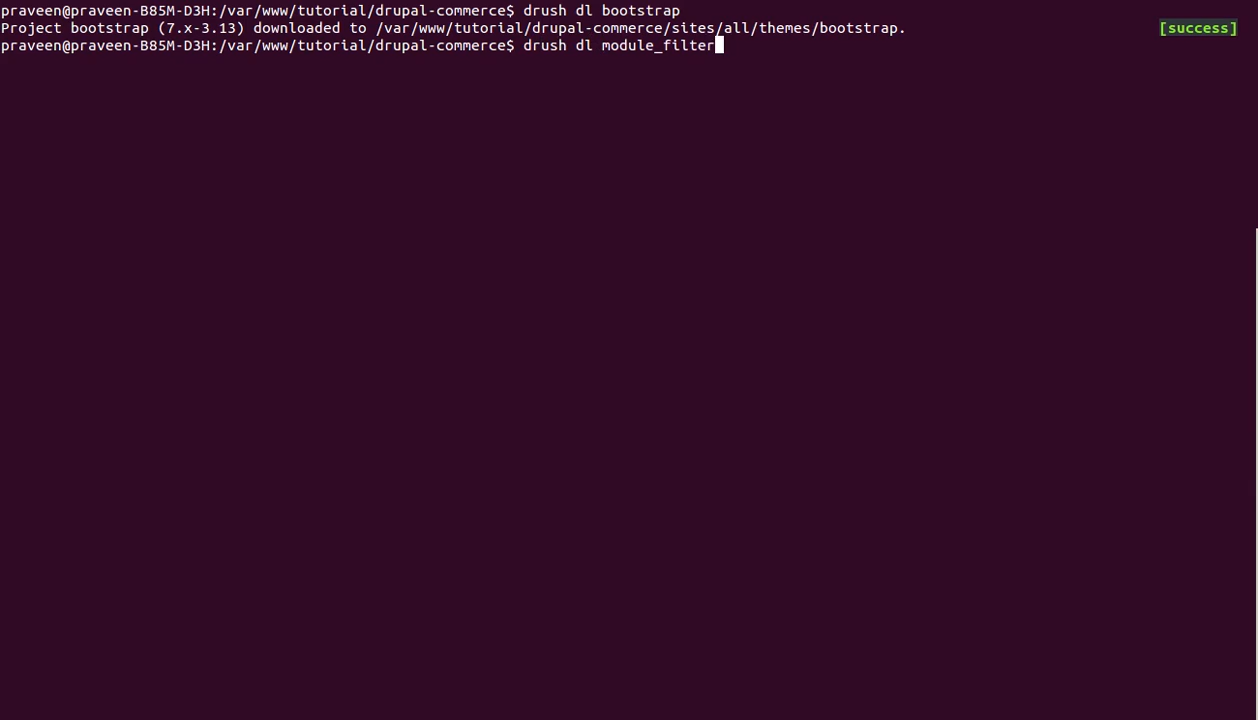 praveen@praveen-B85M-D3H:/var/www/tutorial/drupal-commerce$ drush dl bootstrap
Project bootstrap (7.x-3.13) downloaded to /var/www/tutorial/drupal-commerce/sites/all/themes/bootstrap. [success]
praveen@praveen-B85M-D3H:/var/www/tutorial/drupal-commerce$ drush dl module_filter